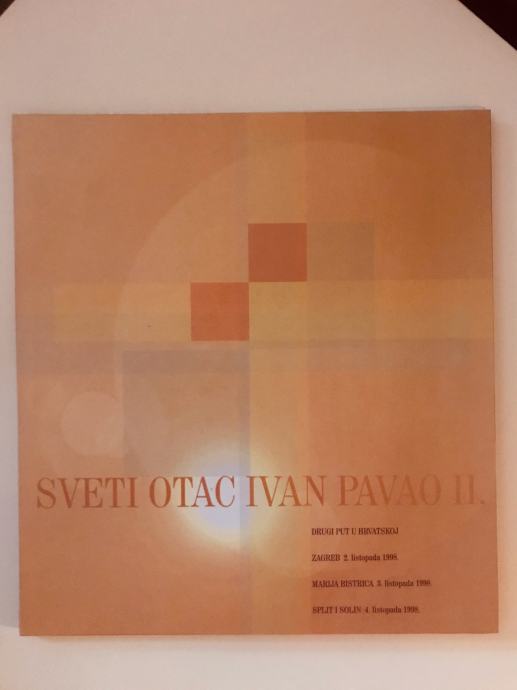 SVETI OTAC IVAN PAVAO II.
DRUGI PUT U HRVATSKOJ
ZAGREB 2. listopada 1998.
MARIJA BISTRICA 3. listopada 1998.
SPLIT I SOLIN 4. listopada 1998.